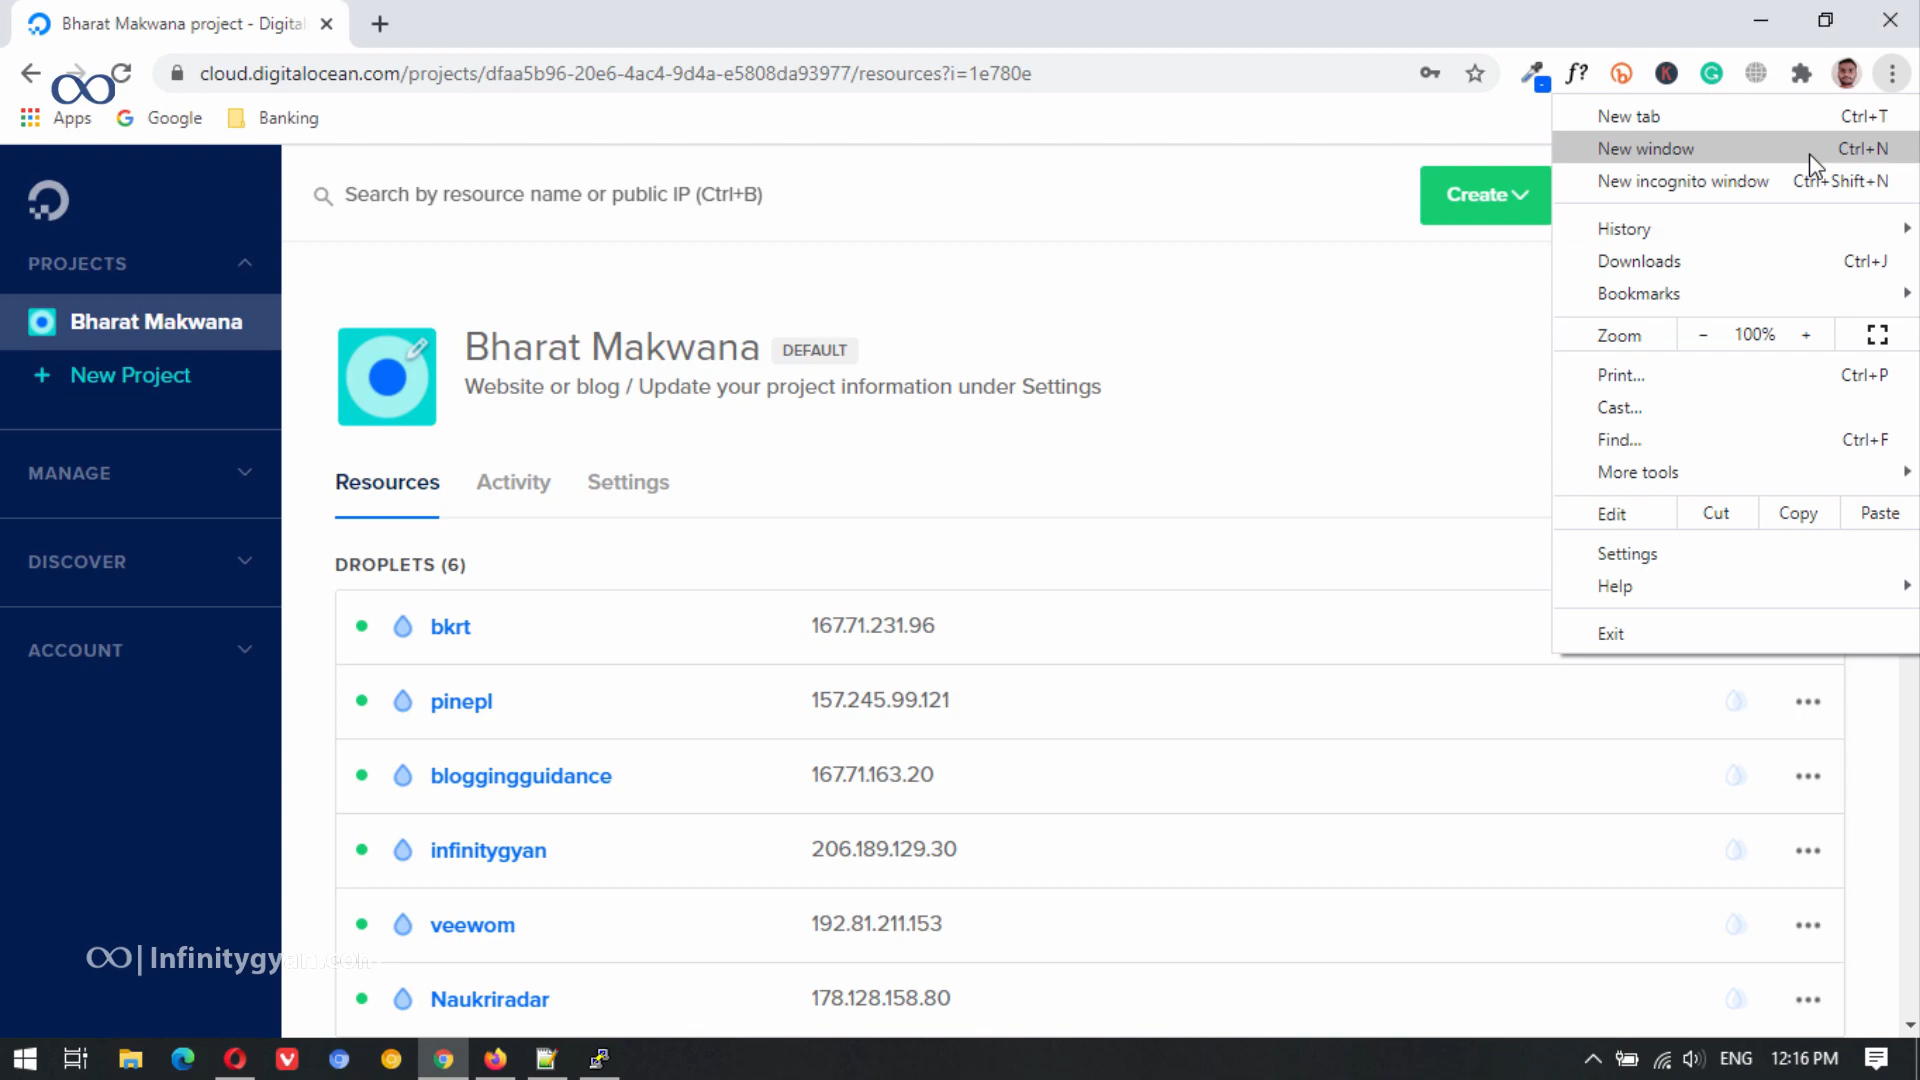 Bharat Makwana project - Digital
cloud.digitalocean.com/projects/dfaa5b96-20e6-4ac4-9d4a-e5808da93977/resources?i=1e780e
f?
Apps
Google
Banking
New tab Ctrl+T
New window Ctrl+N
New incognito window Ctrl+Shift+N
History
Downloads Ctrl+J
Bookmarks
Zoom - 100% +
Print... Ctrl+P
Cast...
Find... Ctrl+F
More tools
Edit Cut Copy Paste
Settings
Help
Exit
PROJECTS
Bharat Makwana
+ New Project
MANAGE
DISCOVER
ACCOUNT
Search by resource name or public IP (Ctrl+B)
Create
Bharat Makwana DEFAULT
Website or blog / Update your project information under Settings
Resources Activity Settings
DROPLETS (6)
bkrt 167.71.231.96
pinepl 157.245.99.121
bloggingguidance 167.71.163.20
infinitygyan 206.189.129.30
veewom 192.81.211.153
Naukriradar 178.128.158.80
∞| Infinitygyan.com
ENG 12:16 PM